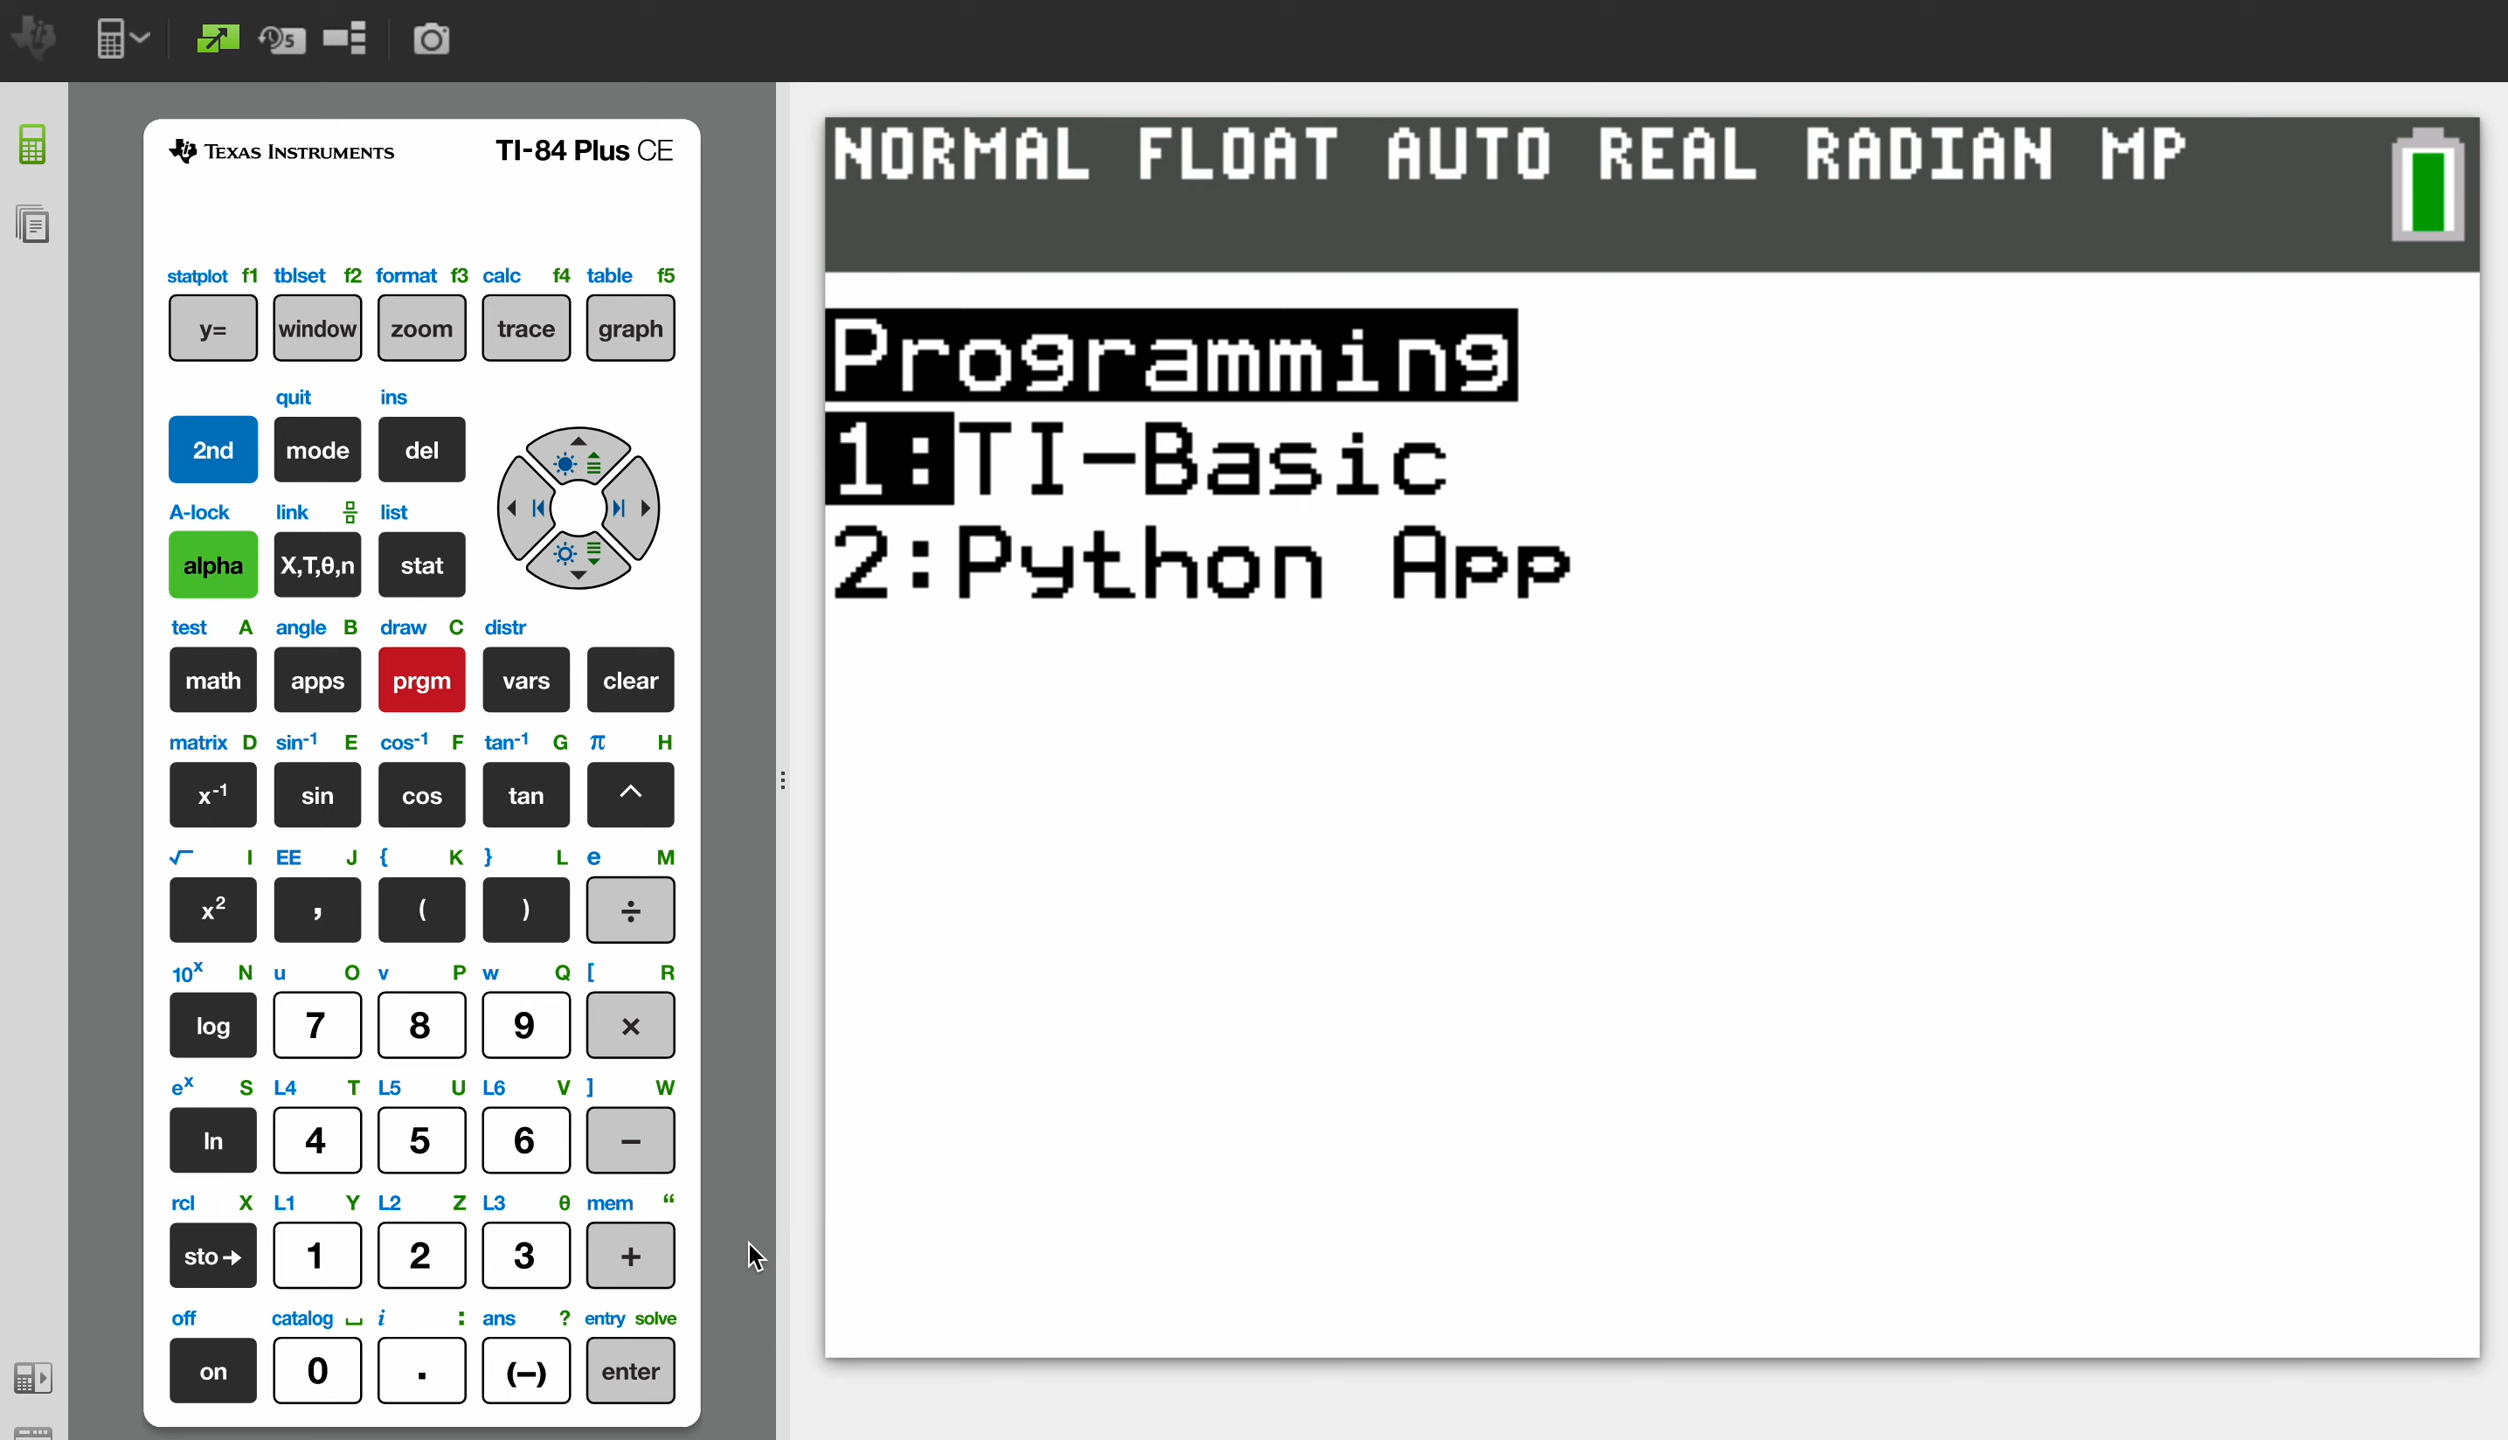 5
TEXAS INSTRUMENTS TI-84 Plus CE
statplot f1 tblset f2 format f3 calc f4 table f5
y= window zoom trace graph
quit ins
2nd mode del
A-lock link list
alpha X,T,θ,n stat
test A angle B draw C distr
math apps prgm vars clear
matrix D sin⁻¹ E cos⁻¹ F tan⁻¹ G π H
x⁻¹ sin cos tan ^
√ I EE J { K } L e M
x² , ( ) ÷
10ˣ N u O v P w Q [ R
log 7 8 9 ×
eˣ S L4 T L5 U L6 V ] W
ln 4 5 6 −
rcl X L1 Y L2 Z L3 θ mem “
sto→ 1 2 3 +
off catalog ⎵ i : ans ? entry solve
on 0 . (−) enter
NORMAL FLOAT AUTO REAL RADIAN MP
Programming
1:TI-Basic
2:Python App